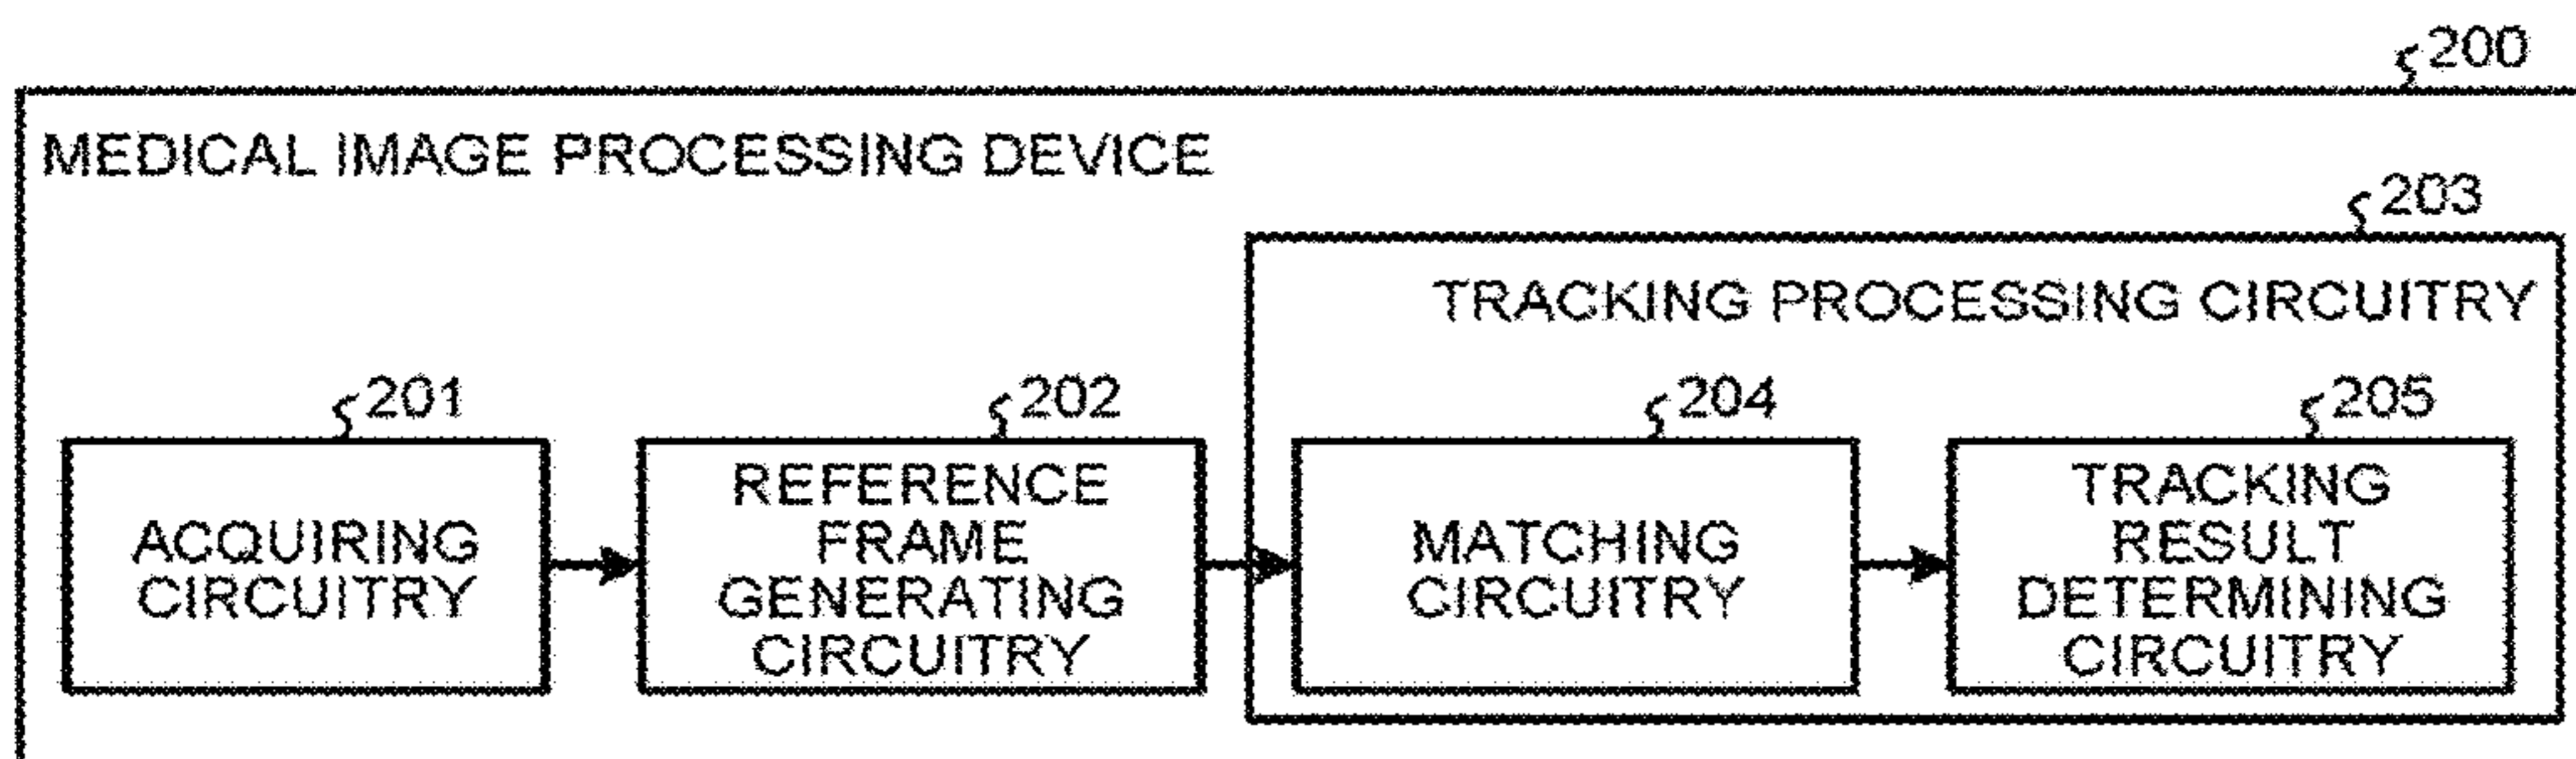 200
MEDICAL IMAGE PROCESSING DEVICE
203
TRACKING PROCESSING CIRCUITRY
201
ACQUIRING
CIRCUITRY
202
REFERENCE
FRAME
GENERATING
CIRCUITRY
204
MATCHING
CIRCUITRY
205
TRACKING
RESULT
DETERMINING
CIRCUITRY